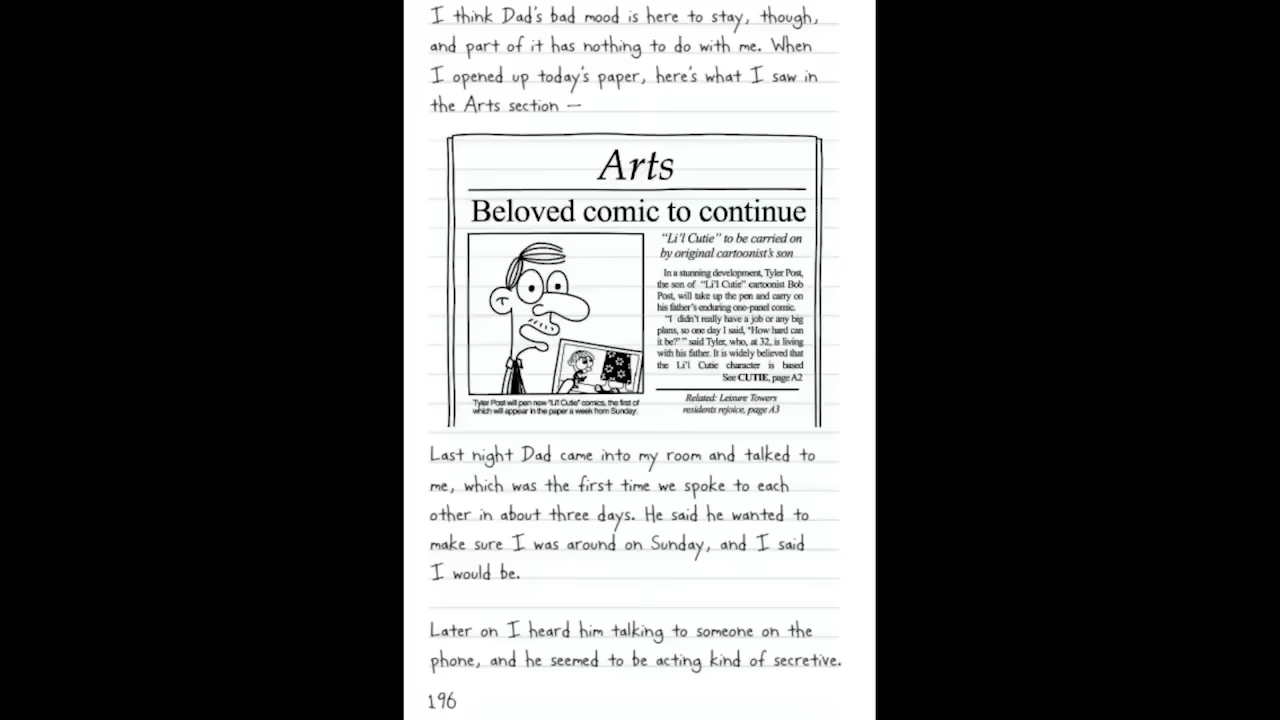 I think Dad's bad mood is here to stay, though,
and part of it has nothing to do with me. When
I opened up today's paper, here's what I saw in
the Arts section —
Arts
Beloved comic to continue
"Li'l Cutie" to be carried on
by original cartoonist's son
In a stunning development, Tyler Post,
the son of "Li'l Cutie" cartoonist Bob
Post, will take up the pen and carry on
his father's enduring one-panel comic.
"I didn't really have a job or any big
plans, so one day I said, "How hard can
it be?" " said Tyler, who, at 32, is living
with his father. It is widely believed that
the Li'l Cutie character is based
See CUTIE, page A2
Tyler Post will pen new "Li'l Cutie" comics, the first of
which will appear in the paper a week from Sunday.
Related: Leisure Towers
residents rejoice, page A3
Last night Dad came into my room and talked to
me, which was the first time we spoke to each
other in about three days. He said he wanted to
make sure I was around on Sunday, and I said
I would be.
Later on I heard him talking to someone on the
phone, and he seemed to be acting kind of secretive.
196